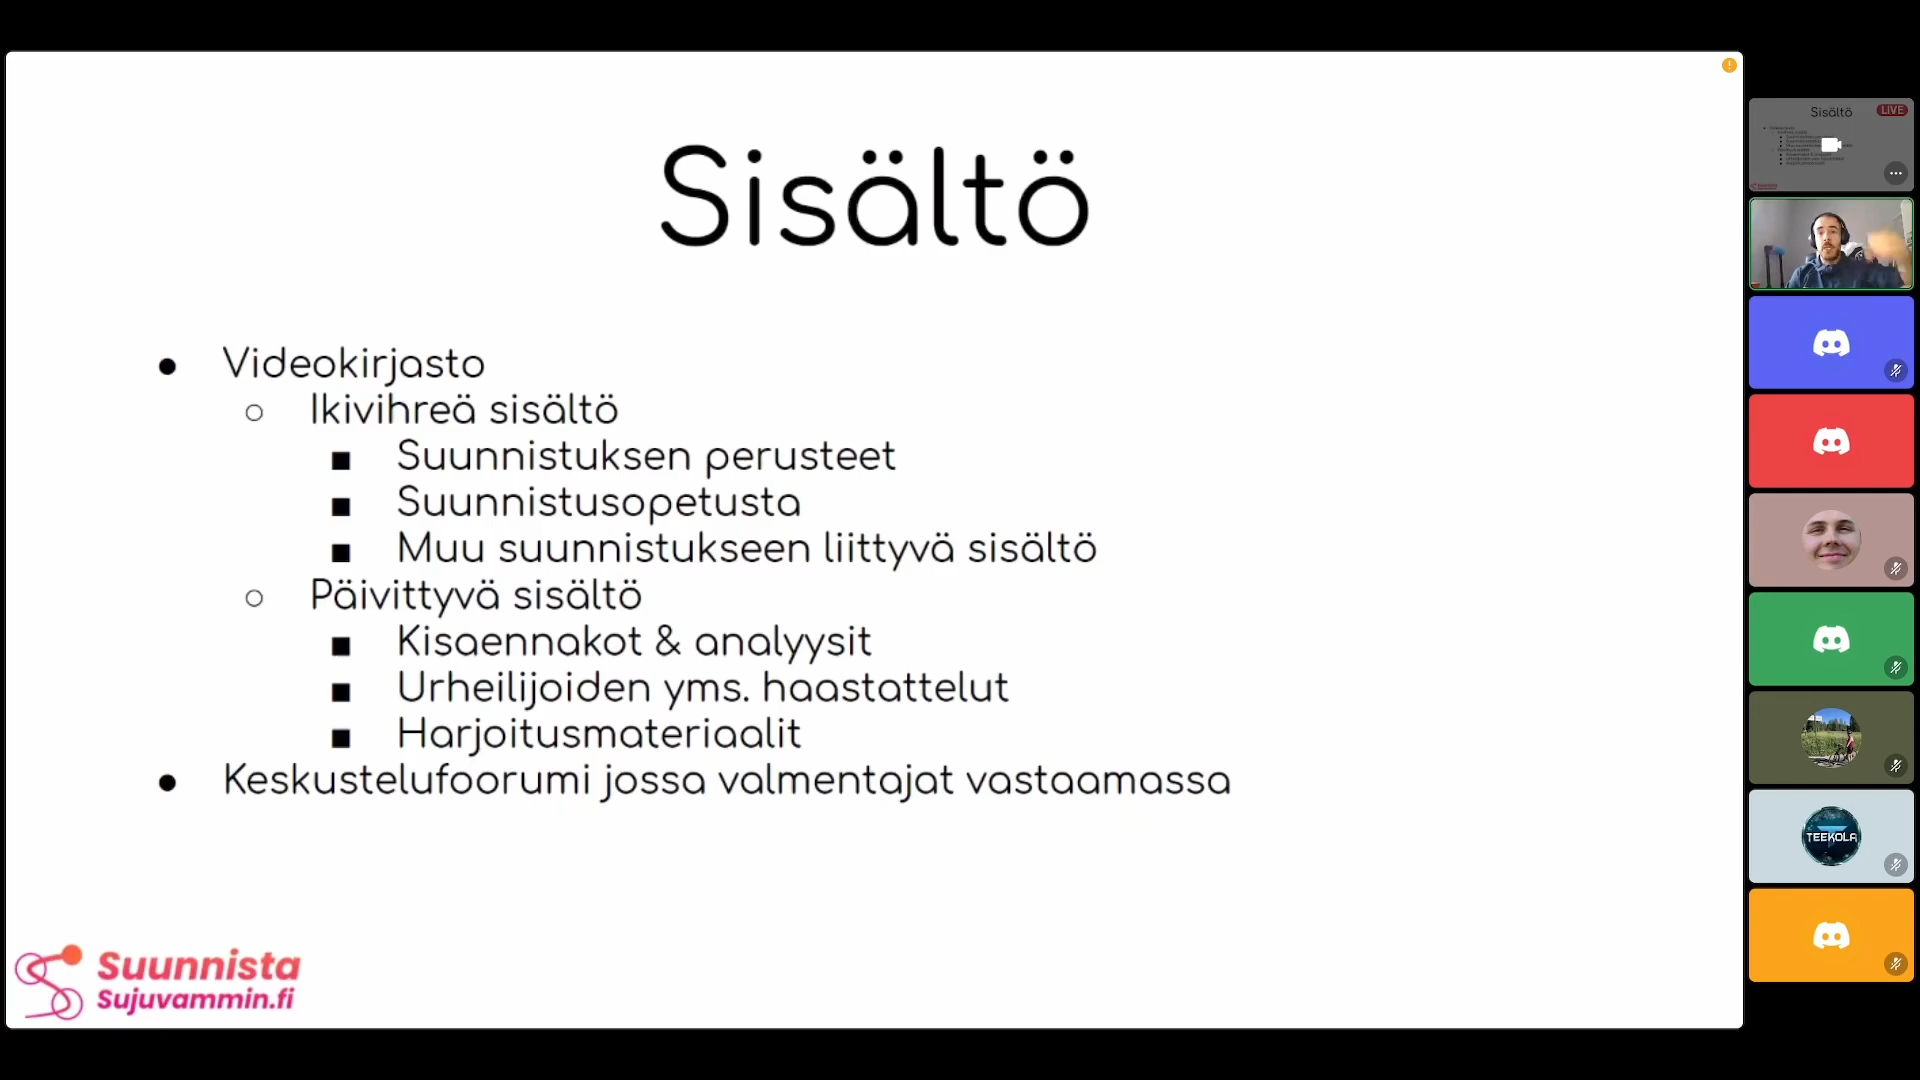 Sisältö
Videokirjasto
Ikivihreä sisältö
Suunnistuksen perusteet
Suunnistusopetusta
Muu suunnistukseen liittyvä sisältö
Päivittyvä sisältö
Kisaennakot & analyysit
Urheilijoiden yms. haastattelut
Harjoitusmateriaalit
Keskustelufoorumi jossa valmentajat vastaamassa
Suunnista
Sujuvammin.fi
Sisältö
LIVE
TEEKOLA